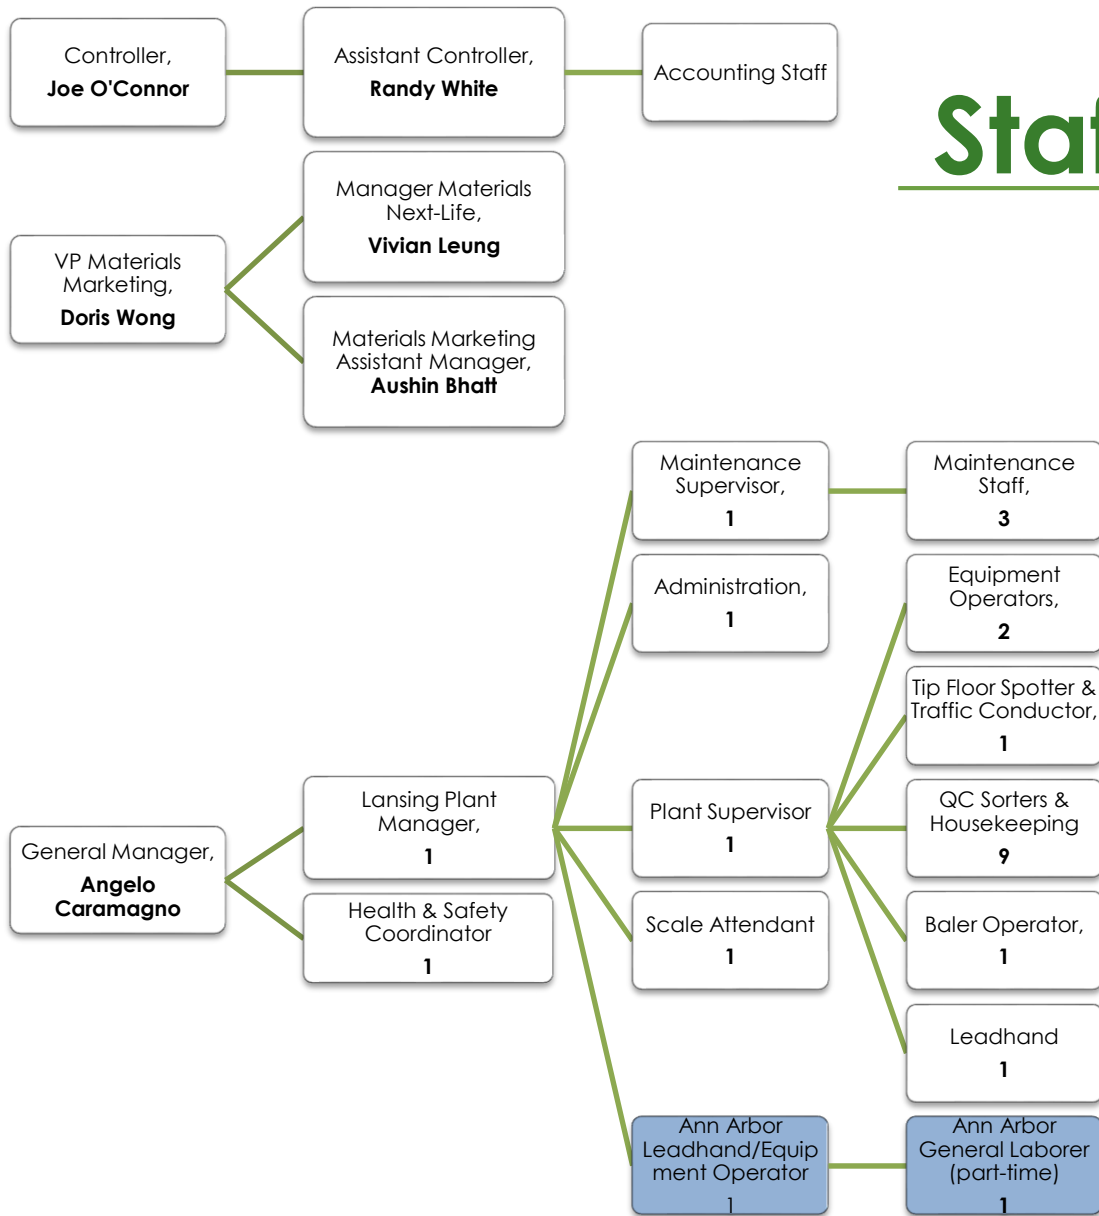 Controller,
Joe O'Connor
Assistant Controller,
Randy White
Accounting Staff
Manager Materials
Next-Life,
Vivian Leung
VP Materials
Marketing,
Doris Wong
Materials Marketing
Assistant Manager,
Aushin Bhatt
Maintenance
Supervisor,
1
Maintenance
Staff,
3
Administration,
1
Equipment
Operators,
2
Tip Floor Spotter &
Traffic Conductor,
1
General Manager,
Angelo
Caramagno
Lansing Plant
Manager,
1
Health & Safety
Coordinator
1
Plant Supervisor
1
QC Sorters &
Housekeeping
9
Scale Attendant
1
Baler Operator,
1
Leadhand
1
Ann Arbor
Leadhand/Equip
ment Operator
1
Ann Arbor
General Laborer
(part-time)
1